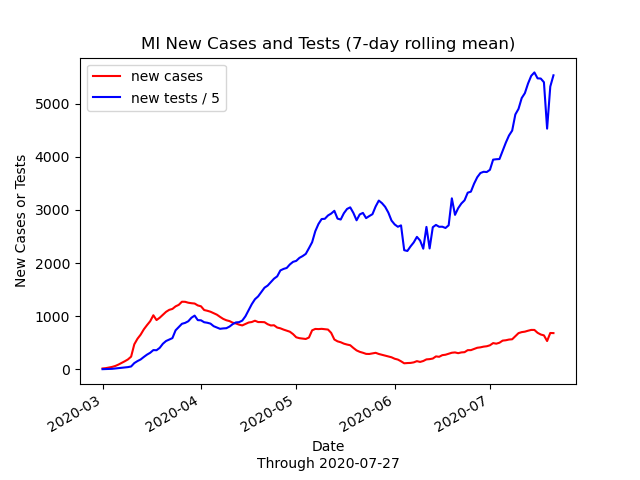 MI New Cases and Tests (7-day rolling mean)
new cases
new tests / 5
New Cases or Tests
5000
4000
3000
2000
1000
0
2020-03
2020-04
2020-05
2020-06
2020-07
Date
Through 2020-07-27